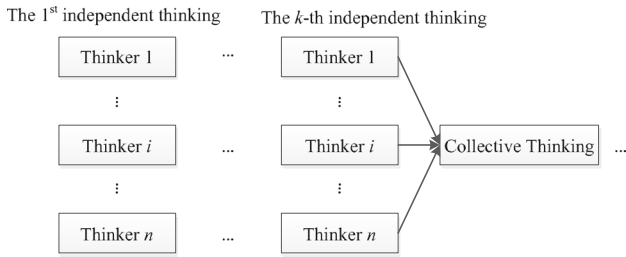 The 1st independent thinking
The k-th independent thinking
Thinker 1 ... Thinker 1
⋮ ⋮
Thinker i ... Thinker i Collective Thinking ...
⋮ ⋮
Thinker n ... Thinker n